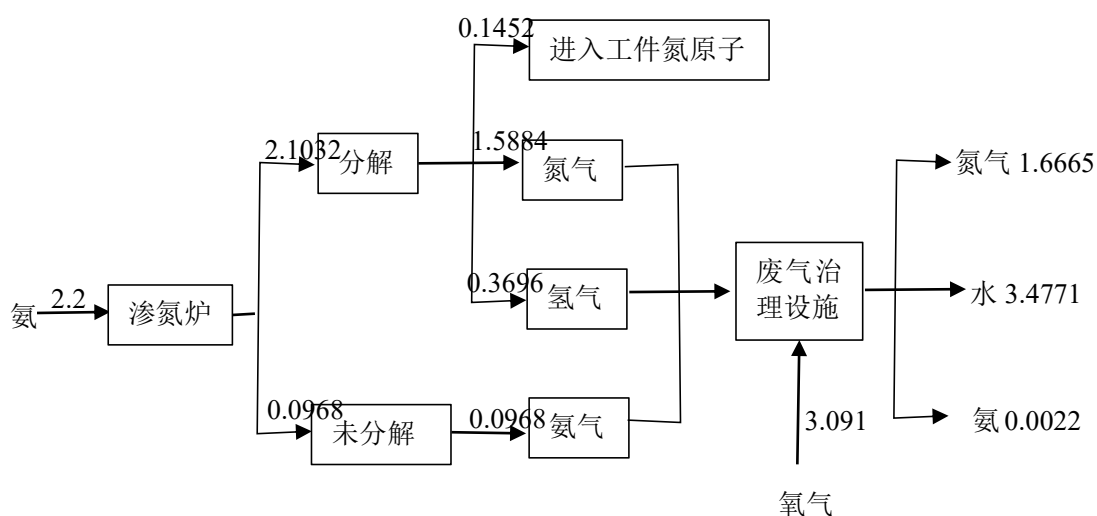 0.1452
进入工件氮原子
2.1032
分解
1.5884
氮气
氮气 1.6665
0.3696
氢气
废气治
理设施
水 3.4771
氨
2.2
渗氮炉
0.0968
未分解
0.0968
氨气
3.091
氨 0.0022
氧气